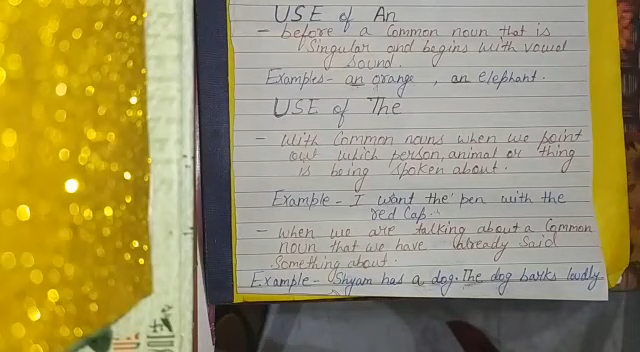 USE of An
- before a Common noun that is
Singular and begins with vowel
sound.
Examples - an orange, an elephant.
USE of The
- with Common nouns when we point
out which person, animal or thing
is being spoken about.
Example - I want the pen with the
red Cap.
- when we are talking about a Common
noun that we have already said
Something about.
Example - Shyam has a dog. The dog barks loudly